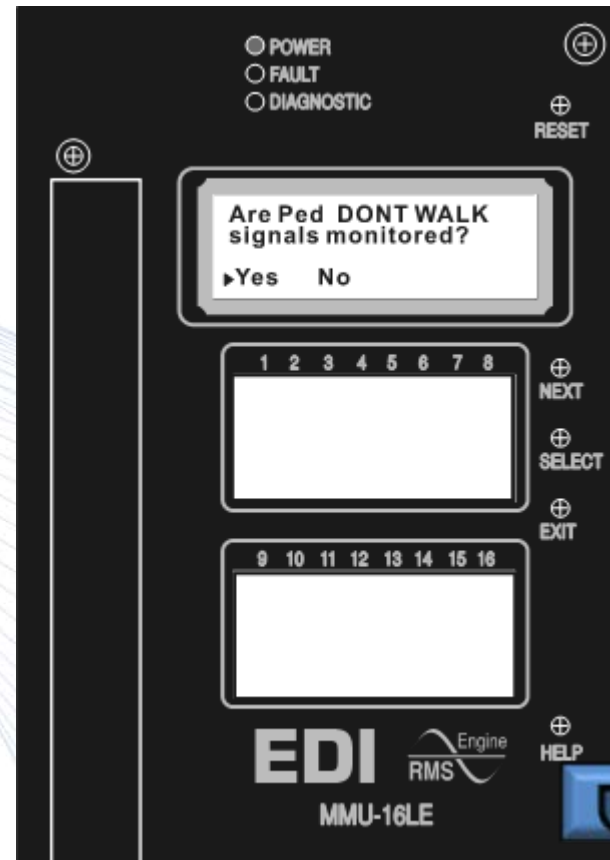 POWER
FAULT
DIAGNOSTIC
RESET
Are Ped DONT WALK
signals monitored?
Yes No
1 2 3 4 5 6 7 8
NEXT
SELECT
EXIT
9 10 11 12 13 14 15 16
EDI
Engine
RMS
HELP
MMU-16LE